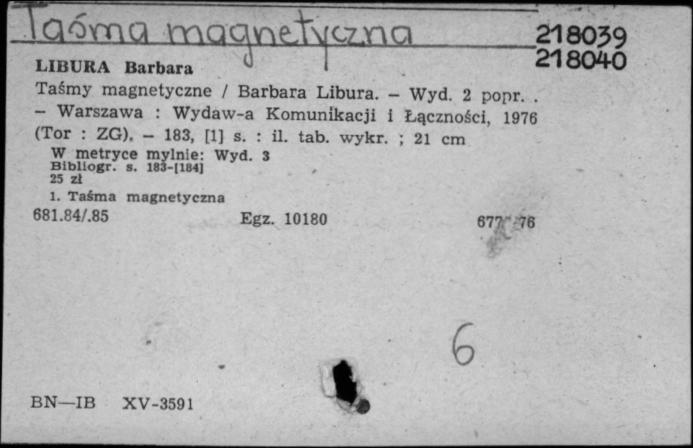 Taśma magnetyczna
218039
218040
LIBURA Barbara
Taśmy magnetyczne / Barbara Libura. – Wyd. 2 popr. .
– Warszawa : Wydaw-a Komunikacji i Łączności, 1976
(Tor : ZG). – 183, [1] s. : il. tab. wykr. ; 21 cm
W metryce mylnie: Wyd. 3
Bibliogr. s. 183-[184]
25 zł
1. Taśma magnetyczna
681.84/.85 Egz. 10180 677 76
6
BN—IB XV-3591